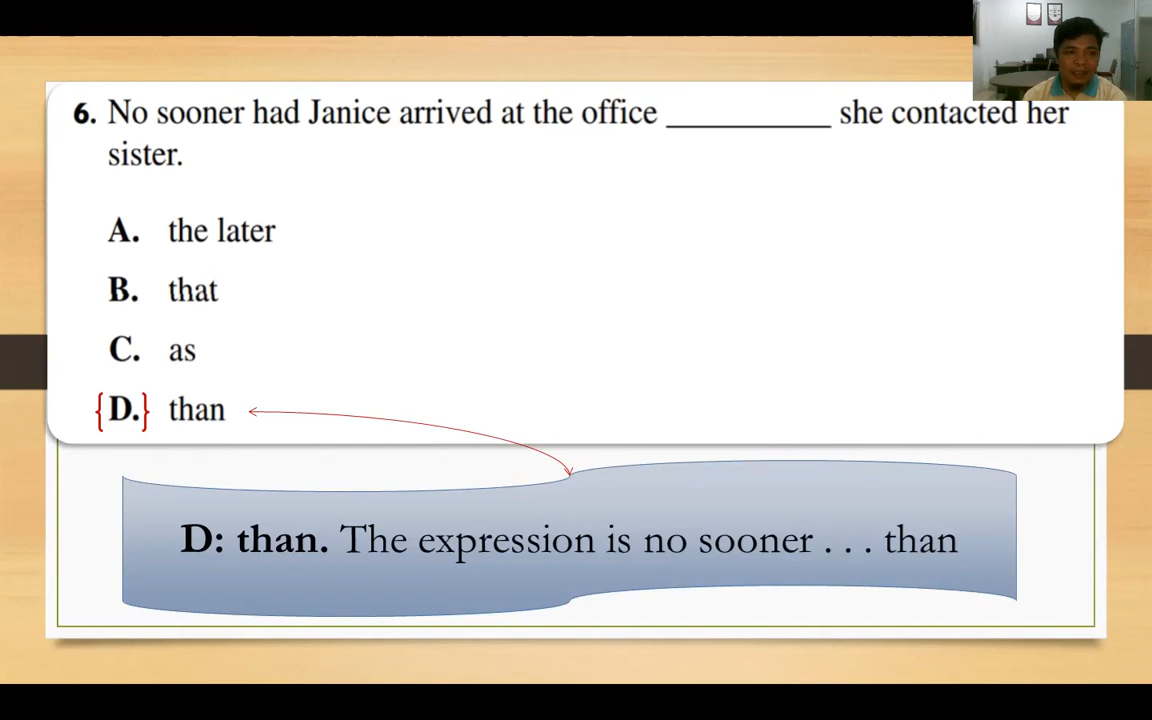 6. No sooner had Janice arrived at the office __________ she contacted her
sister.
A. the later
B. that
C. as
{D.} than
D: than. The expression is no sooner . . . than